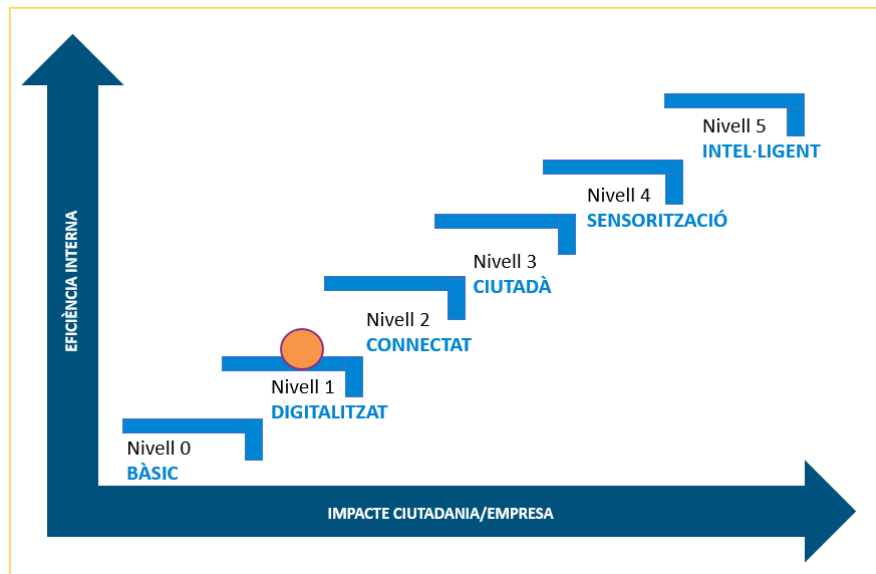 EFICIÈNCIA INTERNA
Nivell 5
INTEL·LIGENT
Nivell 4
SENSORITZACIÓ
Nivell 3
CIUTADÀ
Nivell 2
CONNECTAT
Nivell 1
DIGITALITZAT
Nivell 0
BÀSIC
IMPACTE CIUTADANIA/EMPRESA